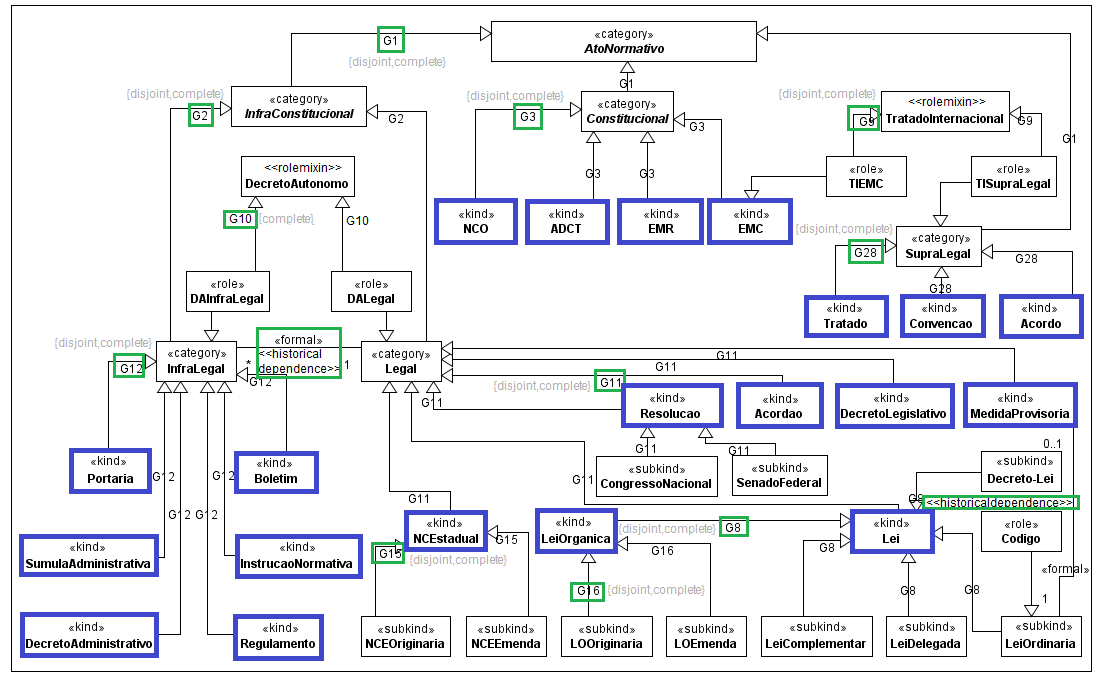 G1
«category»
AtoNormativo
{disjoint,complete}
G1
{disjoint,complete}
«category»
InfraConstitucional
G2
G2
{disjoint,complete}
«category»
Constitucional
G3
G3
G3
G3
{disjoint,complete}
<<rolemixin>>
TratadoInternacional
G9
G9
G1
<<rolemixin>>
DecretoAutonomo
G10
{complete}
G10
«role»
TIEMC
«role»
TISupraLegal
«kind»
NCO
«kind»
ADCT
«kind»
EMR
«kind»
EMC
{disjoint,complete}
«category»
SupraLegal
G28
G28
G28
«role»
DAInfraLegal
«role»
DALegal
«kind»
Tratado
«kind»
Convencao
«kind»
Acordo
{disjoint,complete}
«category»
InfraLegal
G12
*
G12
«formal»
<<historical
dependence>>
1
«category»
Legal
G11
G11
{disjoint,complete}
G11
G11
«kind»
Resolucao
«kind»
Acordao
«kind»
DecretoLegislativo
«kind»
MedidaProvisoria
G11
G11
0..1
«kind»
Portaria
G12
«kind»
Boletim
«subkind»
CongressoNacional
«subkind»
SenadoFederal
«subkind»
Decreto-Lei
G11
G11
G8
<<historicaldependence>>
G12
G12
«kind»
NCEstadual
«kind»
LeiOrganica
{disjoint,complete}
G8
«kind»
Lei
«role»
Codigo
«kind»
SumulaAdministrativa
«kind»
InstrucaoNormativa
G15
G15
{disjoint,complete}
G16
G8
«formal»
G16
{disjoint,complete}
G8
G8
1
«kind»
DecretoAdministrativo
«kind»
Regulamento
«subkind»
NCEOriginaria
«subkind»
NCEEmenda
«subkind»
LOOriginaria
«subkind»
LOEmenda
«subkind»
LeiComplementar
«subkind»
LeiDelegada
«subkind»
LeiOrdinaria